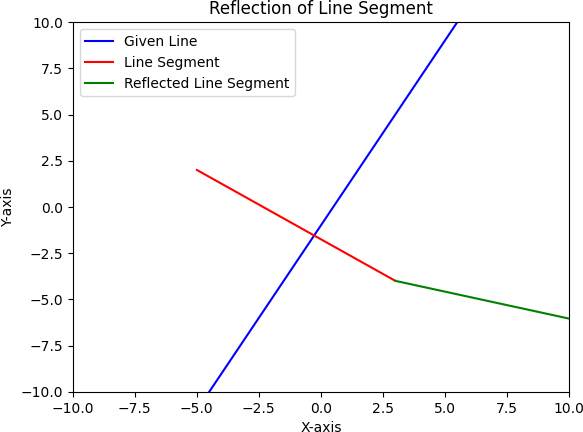 Reflection of Line Segment
Given Line
Line Segment
Reflected Line Segment
Y-axis
10.0
7.5
5.0
2.5
0.0
−2.5
−5.0
−7.5
−10.0
−10.0 −7.5 −5.0 −2.5 0.0 2.5 5.0 7.5 10.0
X-axis